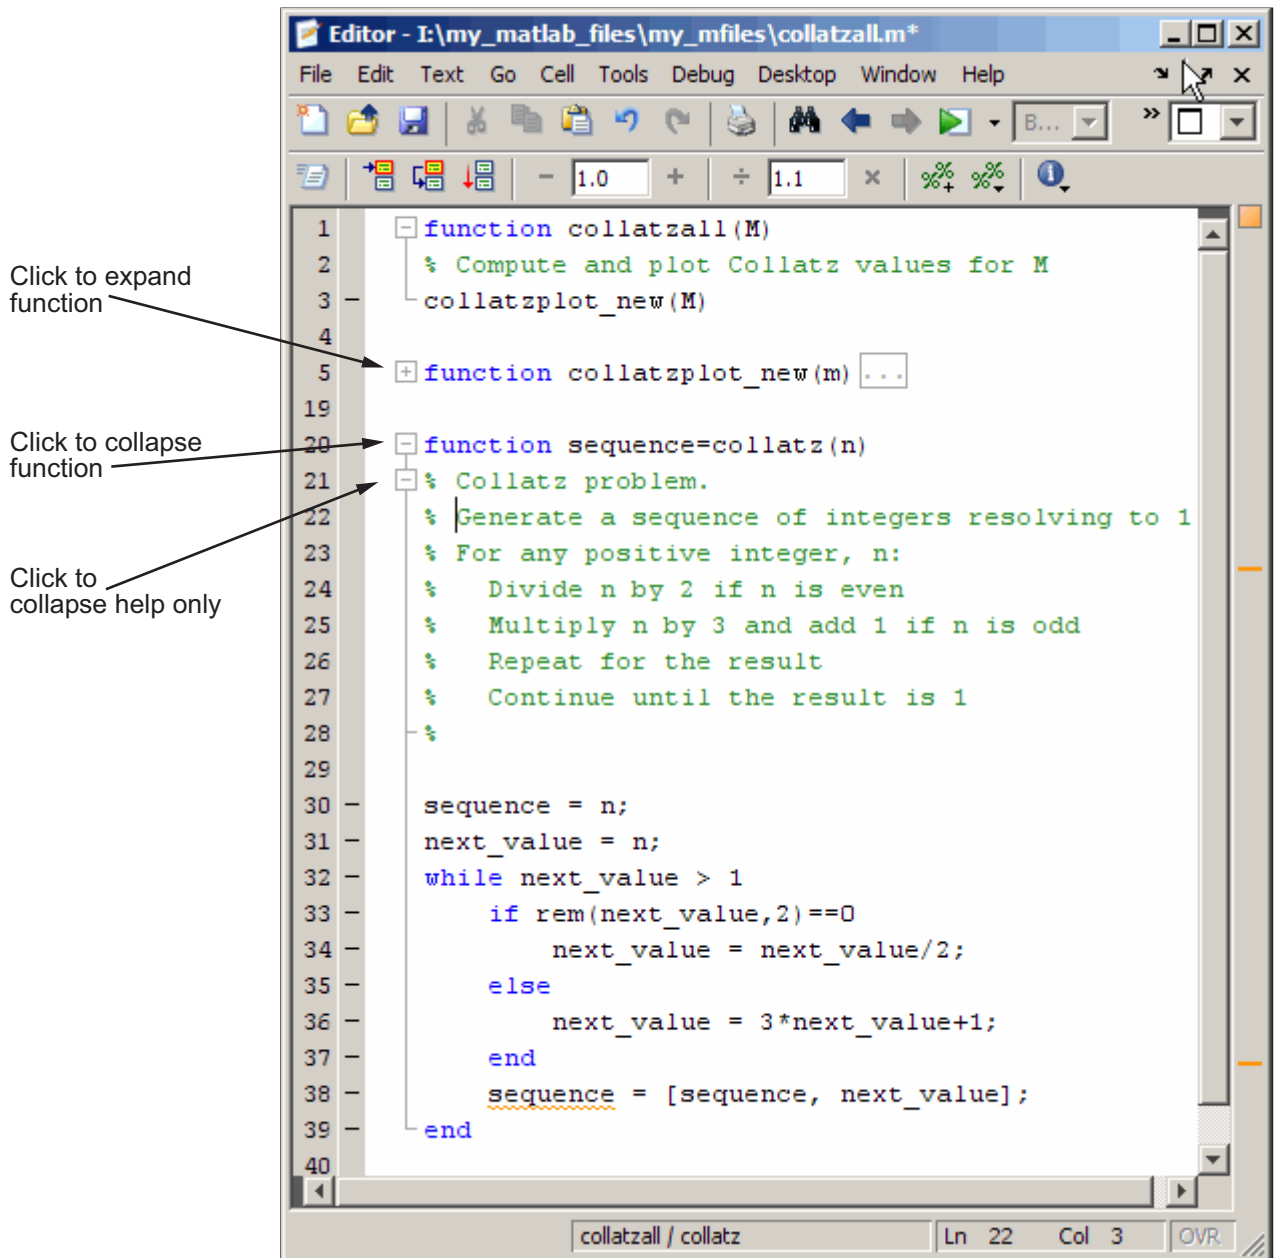 Editor - I:\my_matlab_files\my_mfiles\collatzall.m*
File Edit Text Go Cell Tools Debug Desktop Window Help
B...
1.0 1.1
1 function collatzall(M)
2 % Compute and plot Collatz values for M
3 - collatzplot_new(M)
4
5 function collatzplot_new(m) ...
19
20 function sequence=collatz(n)
21 % Collatz problem.
22 % Generate a sequence of integers resolving to 1
23 % For any positive integer, n:
24 %   Divide n by 2 if n is even
25 %   Multiply n by 3 and add 1 if n is odd
26 %   Repeat for the result
27 %   Continue until the result is 1
28 %
29
30 - sequence = n;
31 - next_value = n;
32 - while next_value > 1
33 -     if rem(next_value,2)==0
34 -         next_value = next_value/2;
35 -     else
36 -         next_value = 3*next_value+1;
37 -     end
38 -     sequence = [sequence, next_value];
39 - end
40
collatzall / collatz Ln 22 Col 3 OVR
Click to expand
function
Click to collapse
function
Click to
collapse help only